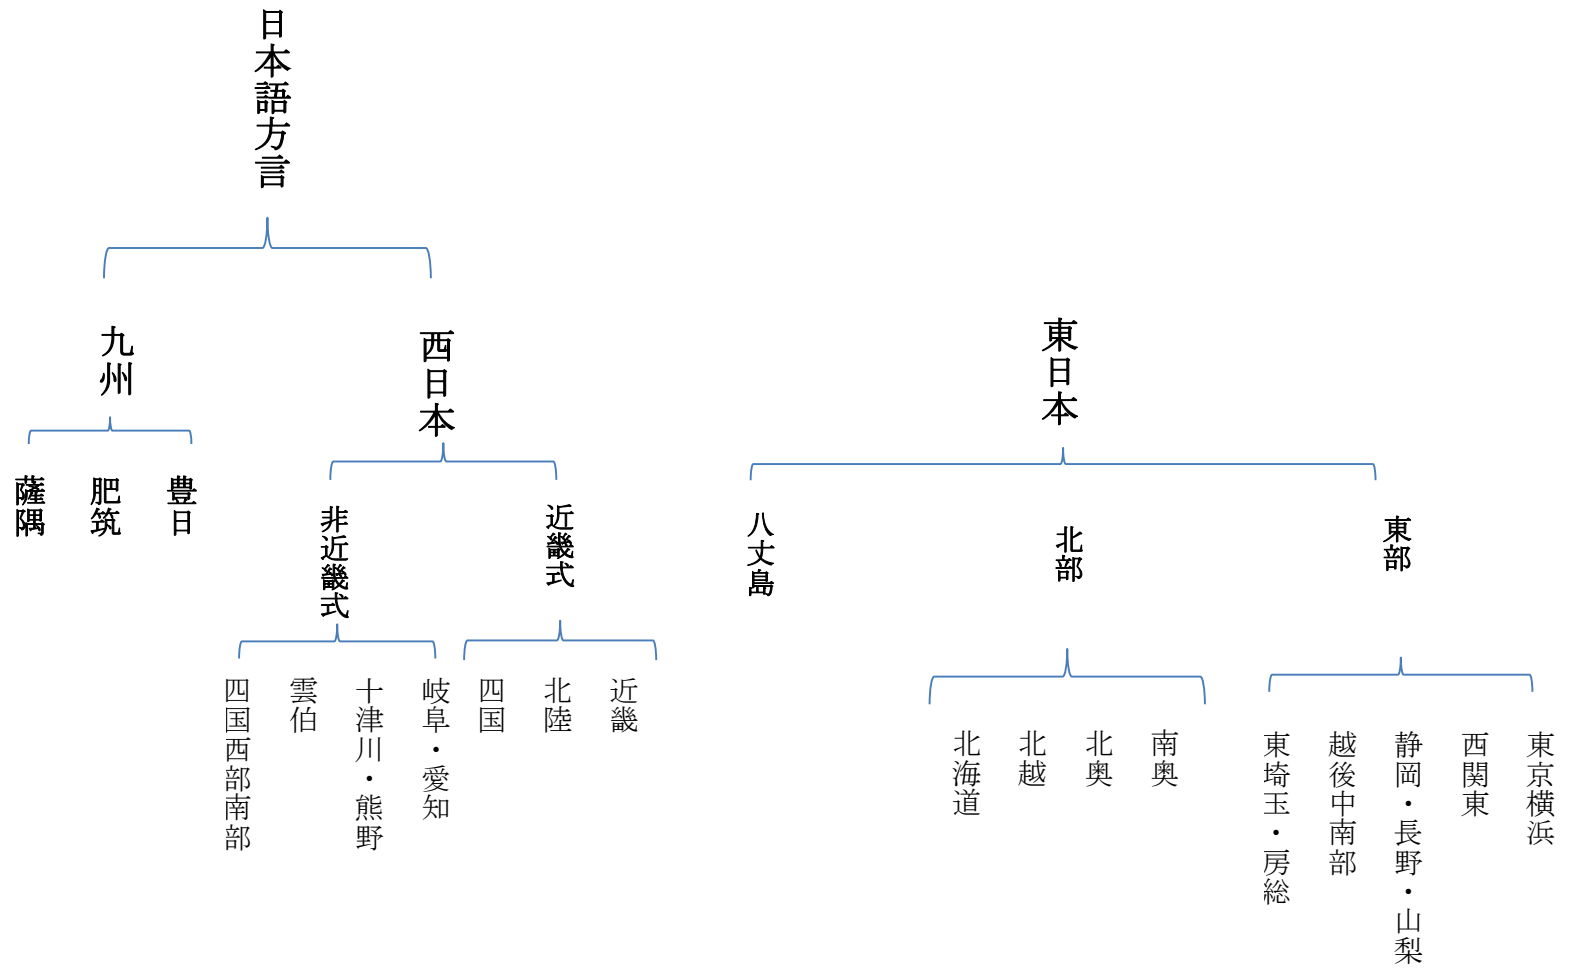 日本語方言
東日本
西日本
九州
東部
北部
八丈島
近畿式
非近畿式
豊日
肥筑
薩隅
東京横浜
西関東
静岡・長野・山梨
越後中南部
東埼玉・房総
南奥
北奥
北越
北海道
近畿
北陸
四国
岐阜・愛知
十津川・熊野
雲伯
四国西部南部